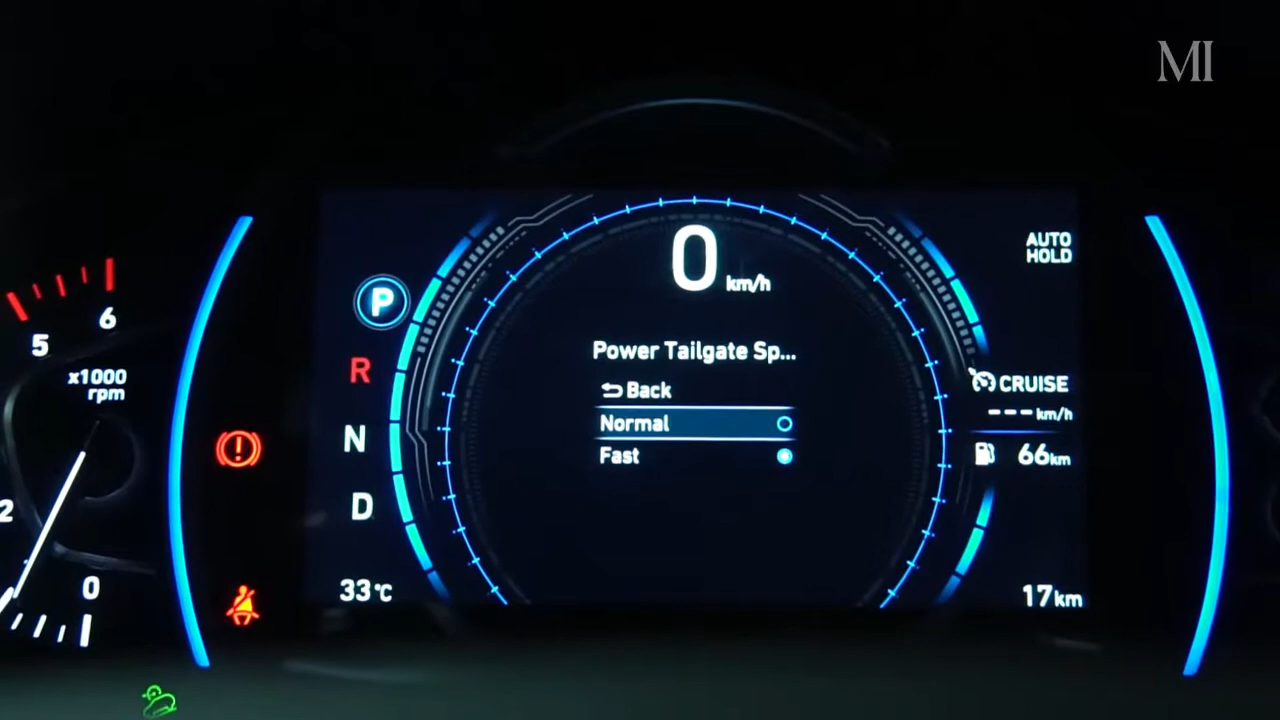 MI
0 km/h
AUTO
HOLD
P
R
N
D
33°C
5
6
x1000
rpm
2
0
Power Tailgate Sp...
Back
Normal
Fast
CRUISE
---km/h
66km
17km